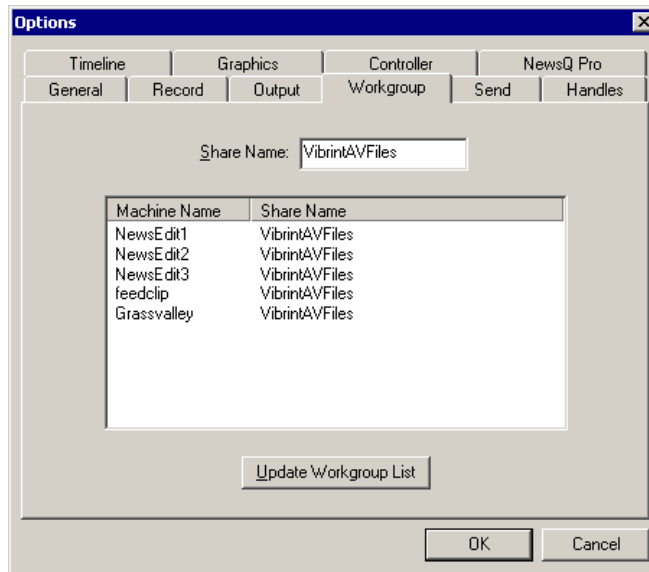 Options
Timeline Graphics Controller NewsQ Pro
General Record Output Workgroup Send Handles
Share Name: VibrintAVFiles
Machine Name Share Name
NewsEdit1 VibrintAVFiles
NewsEdit2 VibrintAVFiles
NewsEdit3 VibrintAVFiles
feedclip VibrintAVFiles
Grassvalley VibrintAVFiles
Update Workgroup List
OK Cancel